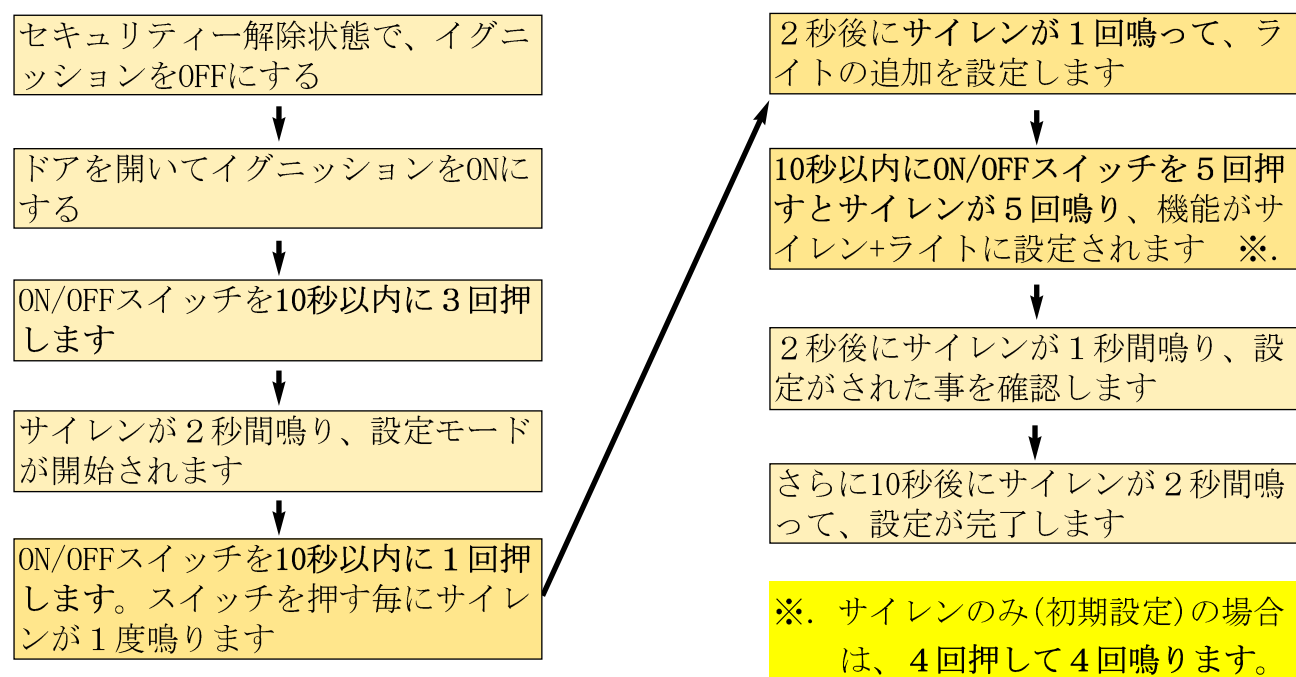 セキュリティー解除状態で、イグニ
ッションをOFFにする
ドアを開いてイグニッションをONに
する
ON/OFFスイッチを10秒以内に３回押
します
サイレンが２秒間鳴り、設定モード
が開始されます
ON/OFFスイッチを10秒以内に１回押
します。スイッチを押す毎にサイレ
ンが１度鳴ります
２秒後にサイレンが１回鳴って、ラ
イトの追加を設定します
10秒以内にON/OFFスイッチを５回押
すとサイレンが５回鳴り、機能がサ
イレン+ライトに設定されます　※.
２秒後にサイレンが１秒間鳴り、設
定がされた事を確認します
さらに10秒後にサイレンが２秒間鳴
って、設定が完了します
※. サイレンのみ(初期設定)の場合
は、４回押して４回鳴ります。